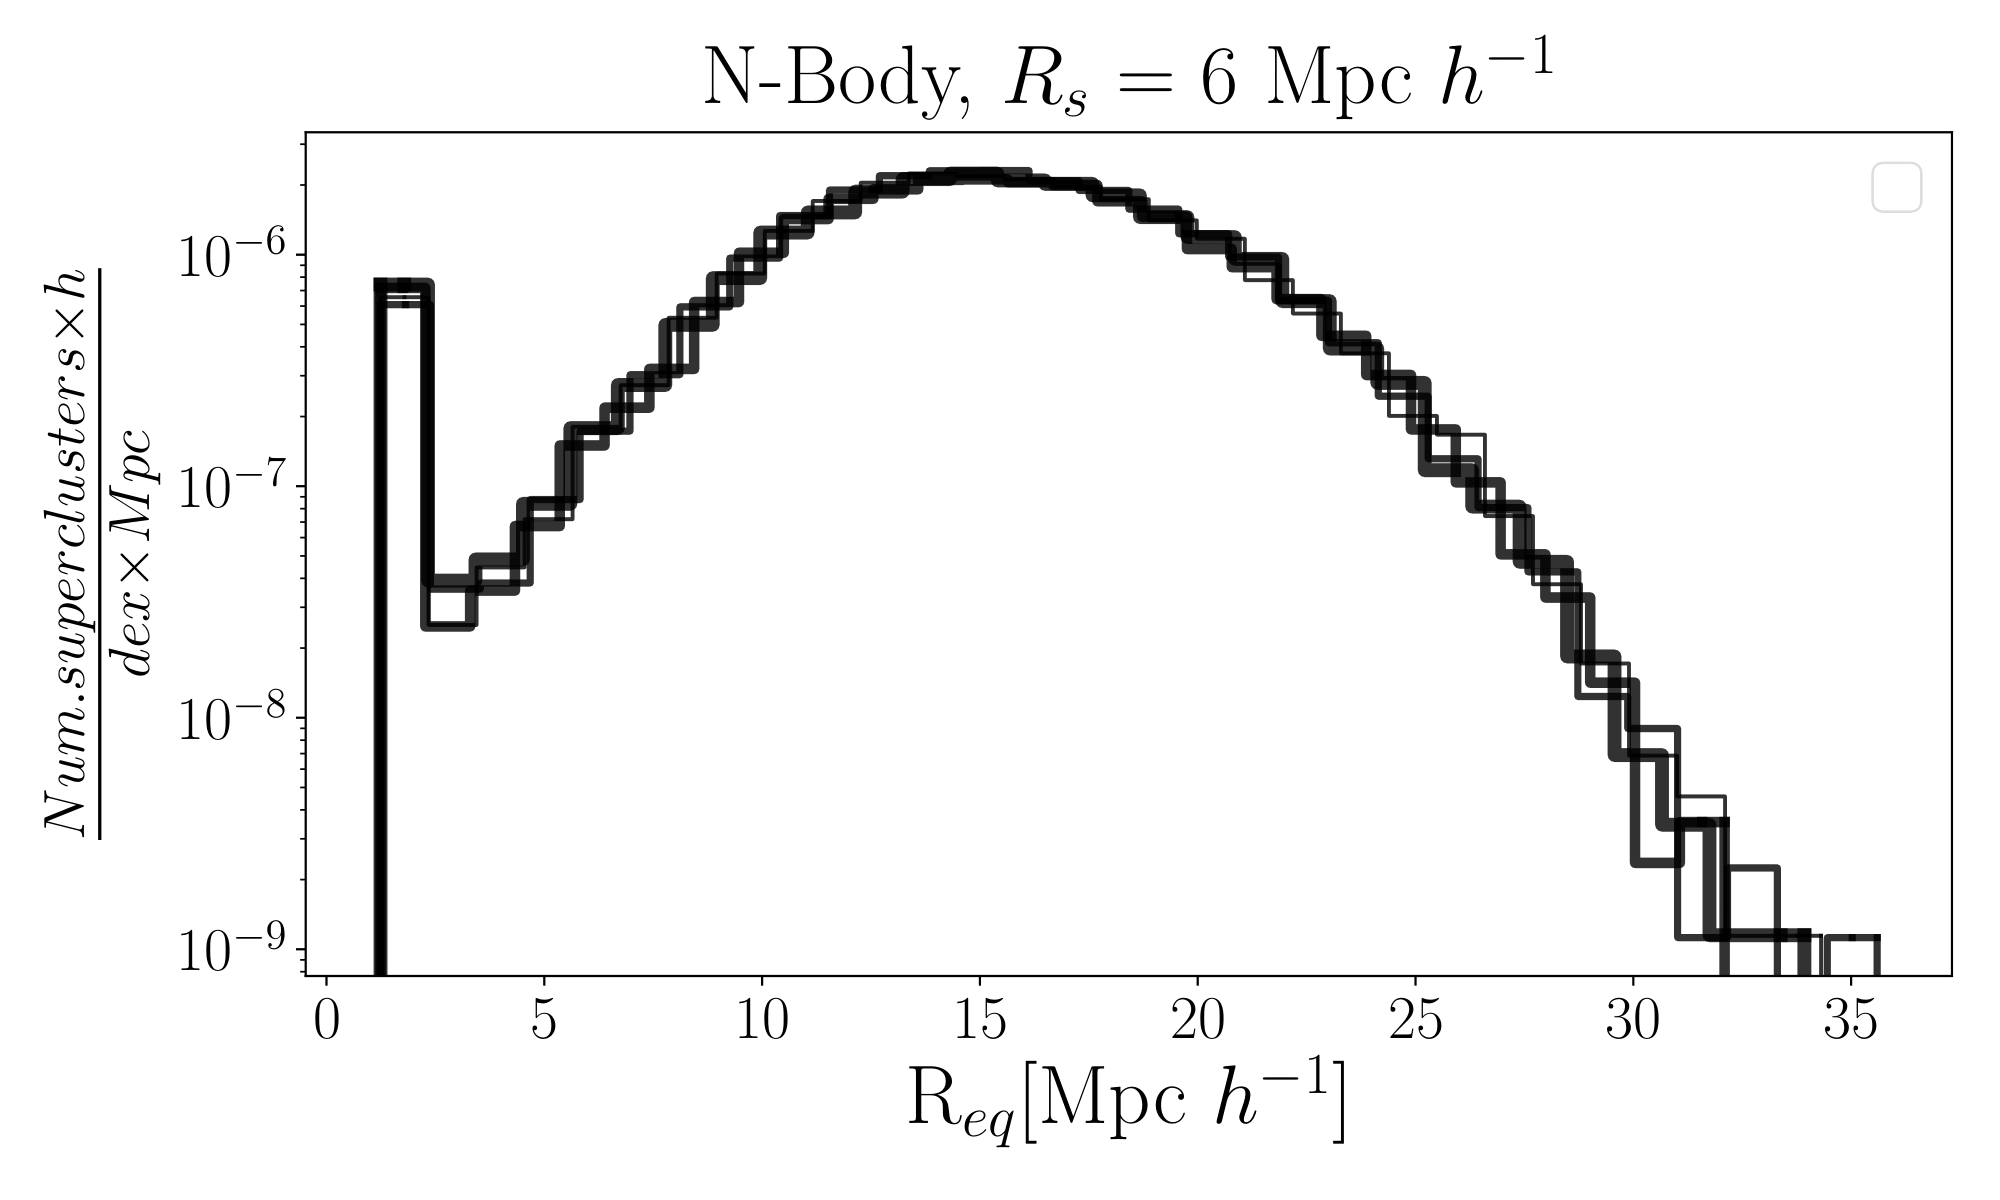 N-Body, $R_s = 6$ Mpc $h^{-1}$
$\frac{Num.superclusters \times h}{dex \times Mpc}$
$10^{-6}$
$10^{-7}$
$10^{-8}$
$10^{-9}$
0 5 10 15 20 25 30 35
R$_{eq}$[Mpc $h^{-1}$]